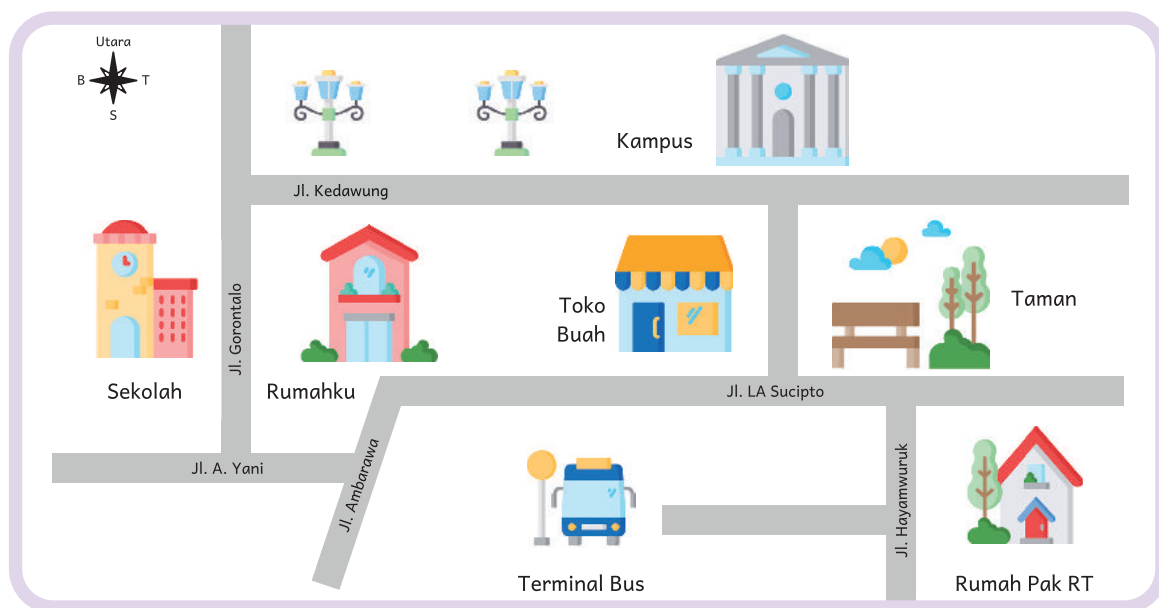 Utara
B
T
S
Kampus
Jl. Kedawung
Toko
Buah
Taman
Jl. Gorontalo
Sekolah
Rumahku
Jl. LA Sucipto
Jl. A. Yani
Jl. Ambarawa
Jl. Hayamwuruk
Terminal Bus
Rumah Pak RT